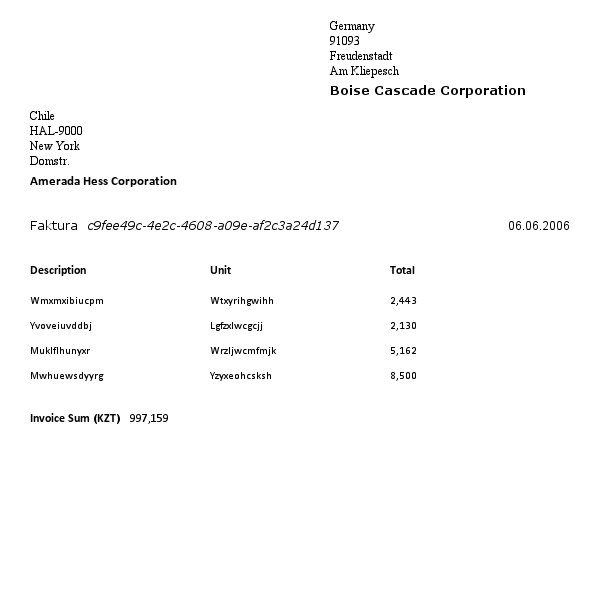 Germany
91093
Freudenstadt
Am Kliepesch
Boise Cascade Corporation
Chile
HAL-9000
New York
Domstr.
Amerada Hess Corporation
Faktura c9fee49c-4e2c-4608-a09e-af2c3a24d137 06.06.2006
Description Unit Total
Wmxmxibiucpm Wtxyrihgwihh 2,443
Yvoveiuvddbj Lgfzxlwcgcjj 2,130
Muklflhunyxr Wrzljwcmfmjk 5,162
Mwhuewsdyyrg Yzyxeohcsksh 8,500
Invoice Sum (KZT) 997,159